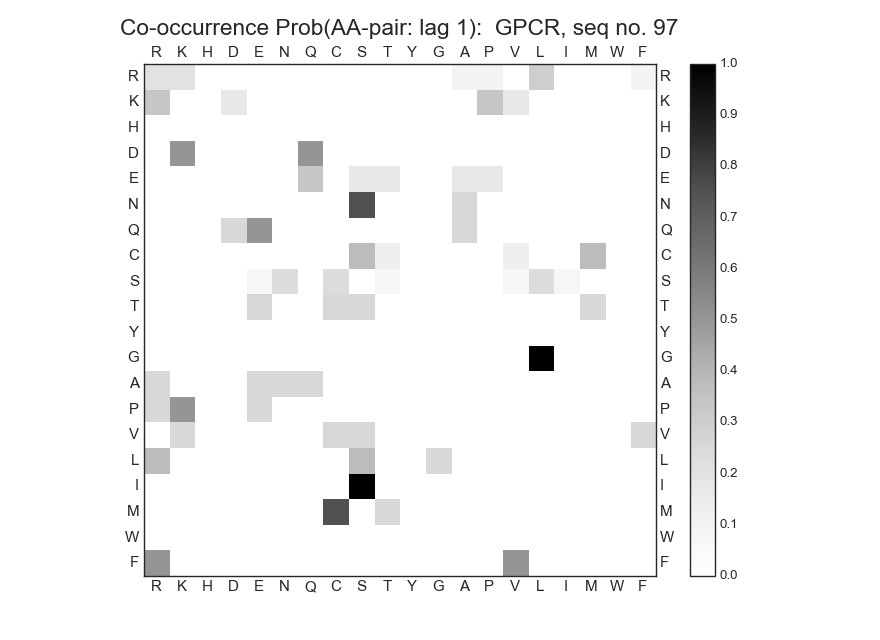 Co-occurrence Prob(AA-pair: lag 1):  GPCR, seq no. 97
R K H D E N Q C S T Y G A P V L I M W F
R R 1.0
K K 0.9
H H
D D 0.8
E E
N N 0.7
Q Q
C C 0.6
S S
T T 0.5
Y Y
G G 0.4
A A
P P 0.3
V V
L L 0.2
I I
M M 0.1
W W
F F 0.0
R K H D E N Q C S T Y G A P V L I M W F